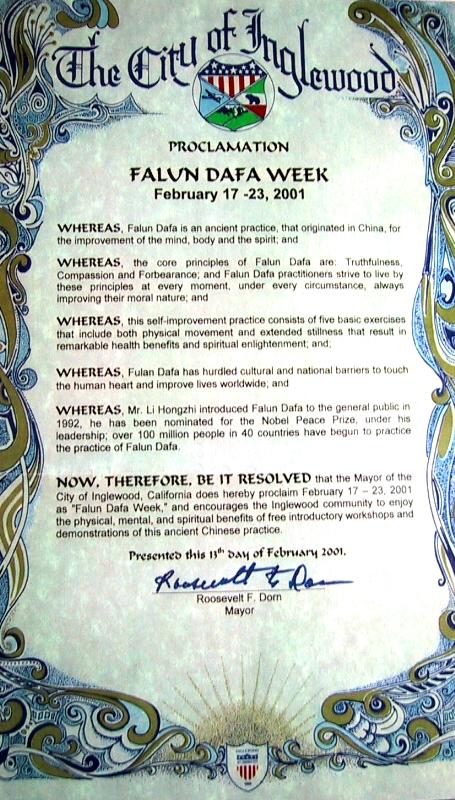 The City of Inglewood
PROCLAMATION
FALUN DAFA WEEK
February 17 -23, 2001
WHEREAS, Falun Dafa is an ancient practice, that originated in China, for
the improvement of the mind, body and the spirit; and
WHEREAS, the core principles of Falun Dafa are: Truthfulness,
Compassion and Forbearance; and Falun Dafa practitioners strive to live by
these principles at every moment, under every circumstance, always
improving their moral nature; and
WHEREAS, this self-improvement practice consists of five basic exercises
that include both physical movement and extended stillness that result in
remarkable health benefits and spiritual enlightenment; and;
WHEREAS, Fulan Dafa has hurdled cultural and national barriers to touch
the human heart and improve lives worldwide; and
WHEREAS, Mr. Li Hongzhi introduced Falun Dafa to the general public in
1992, he has been nominated for the Nobel Peace Prize, under his
leadership; over 100 million people in 40 countries have begun to practice
the practice of Falun Dafa.
NOW, THEREFORE, BE IT RESOLVED that the Mayor of the
City of Inglewood, California does hereby proclaim February 17 – 23, 2001
as "Falun Dafa Week," and encourages the Inglewood community to enjoy
the physical, mental, and spiritual benefits of free introductory workshops and
demonstrations of this ancient Chinese practice.
Presented this 13th day of February 2001.
Roosevelt F. Dorn
Roosevelt F. Dorn
Mayor